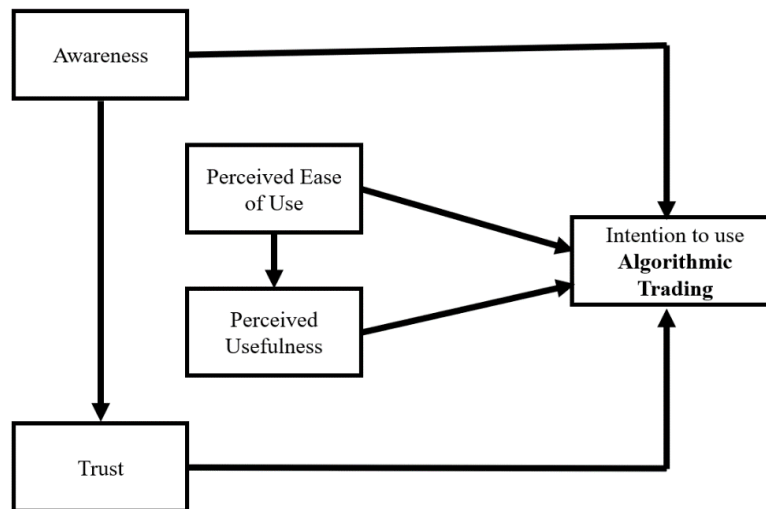 Awareness
Perceived Ease
of Use
Intention to use
Algorithmic
Trading
Perceived
Usefulness
Trust